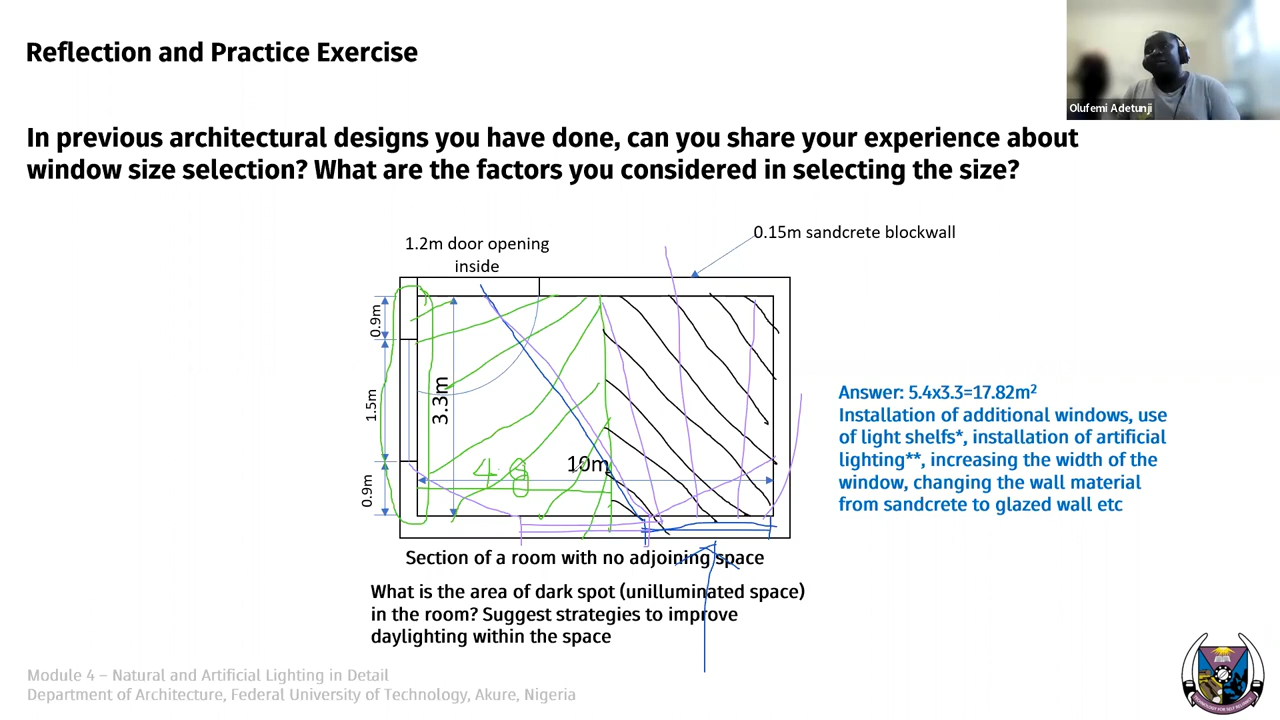 Reflection and Practice Exercise
Olufemi Adetunji
In previous architectural designs you have done, can you share your experience about
window size selection? What are the factors you considered in selecting the size?
0.15m sandcrete blockwall
1.2m door opening
inside
0.9m
1.5m
0.9m
3.3m
10m
48
Answer: 5.4x3.3=17.82m²
Installation of additional windows, use
of light shelfs*, installation of artificial
lighting**, increasing the width of the
window, changing the wall material
from sandcrete to glazed wall etc
Section of a room with no adjoining space
What is the area of dark spot (unilluminated space)
in the room? Suggest strategies to improve
daylighting within the space
Module 4 – Natural and Artificial Lighting in Detail
Department of Architecture, Federal University of Technology, Akure, Nigeria